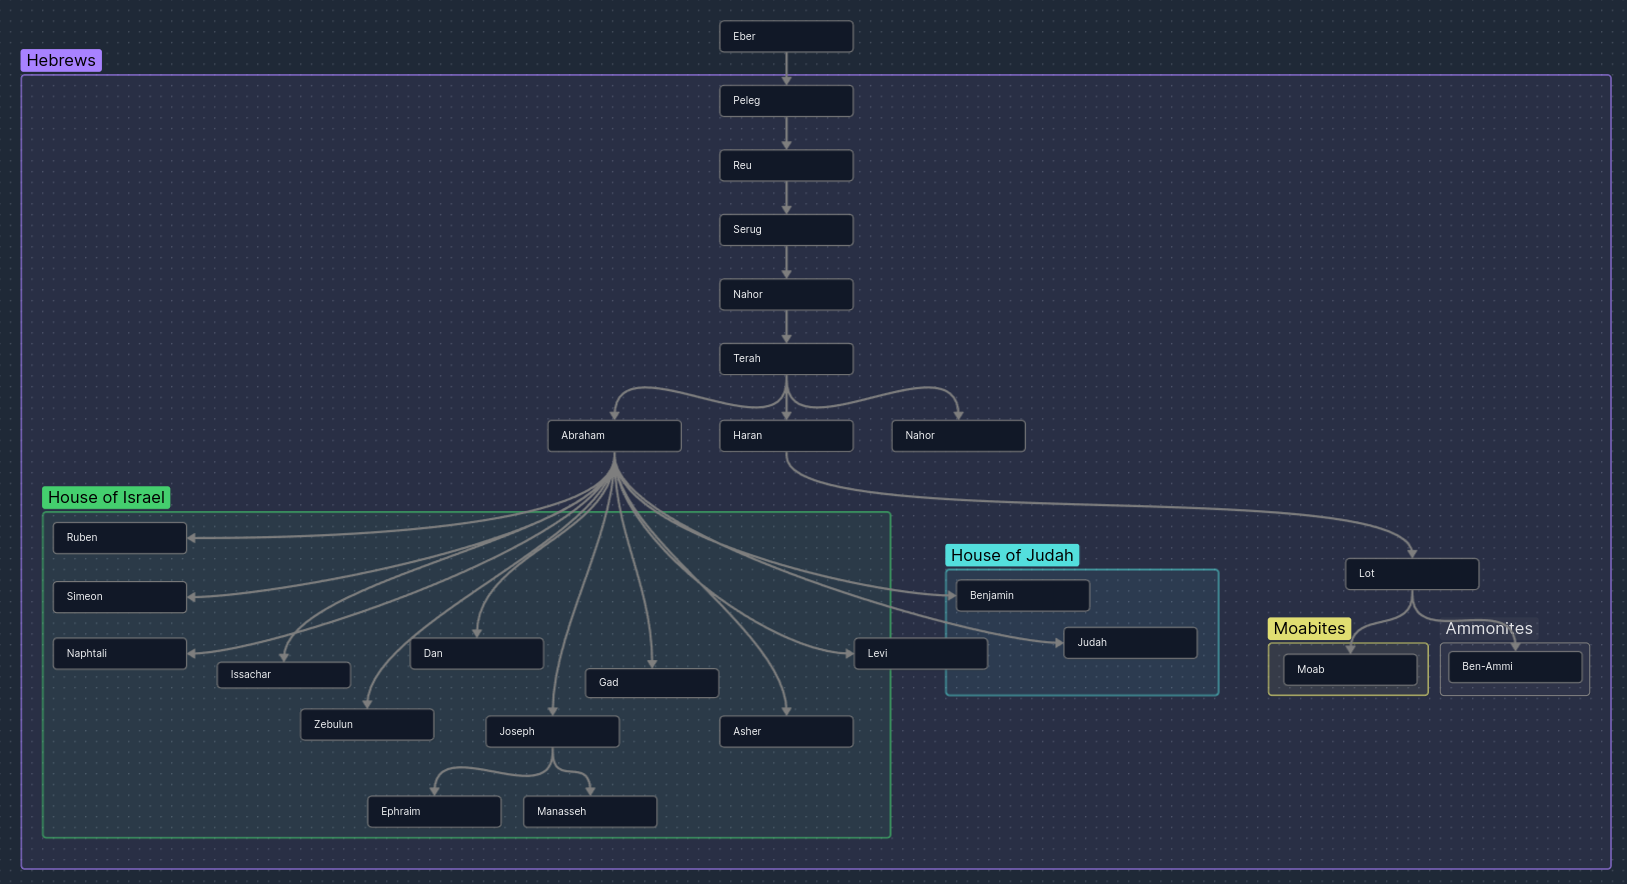 Eber
Hebrews
Peleg
Reu
Serug
Nahor
Terah
Abraham
Haran
Nahor
House of Israel
Ruben
House of Judah
Lot
Simeon
Benjamin
Moabites
Ammonites
Judah
Naphtali
Dan
Levi
Moab
Ben-Ammi
Issachar
Gad
Zebulun
Joseph
Asher
Ephraim
Manasseh